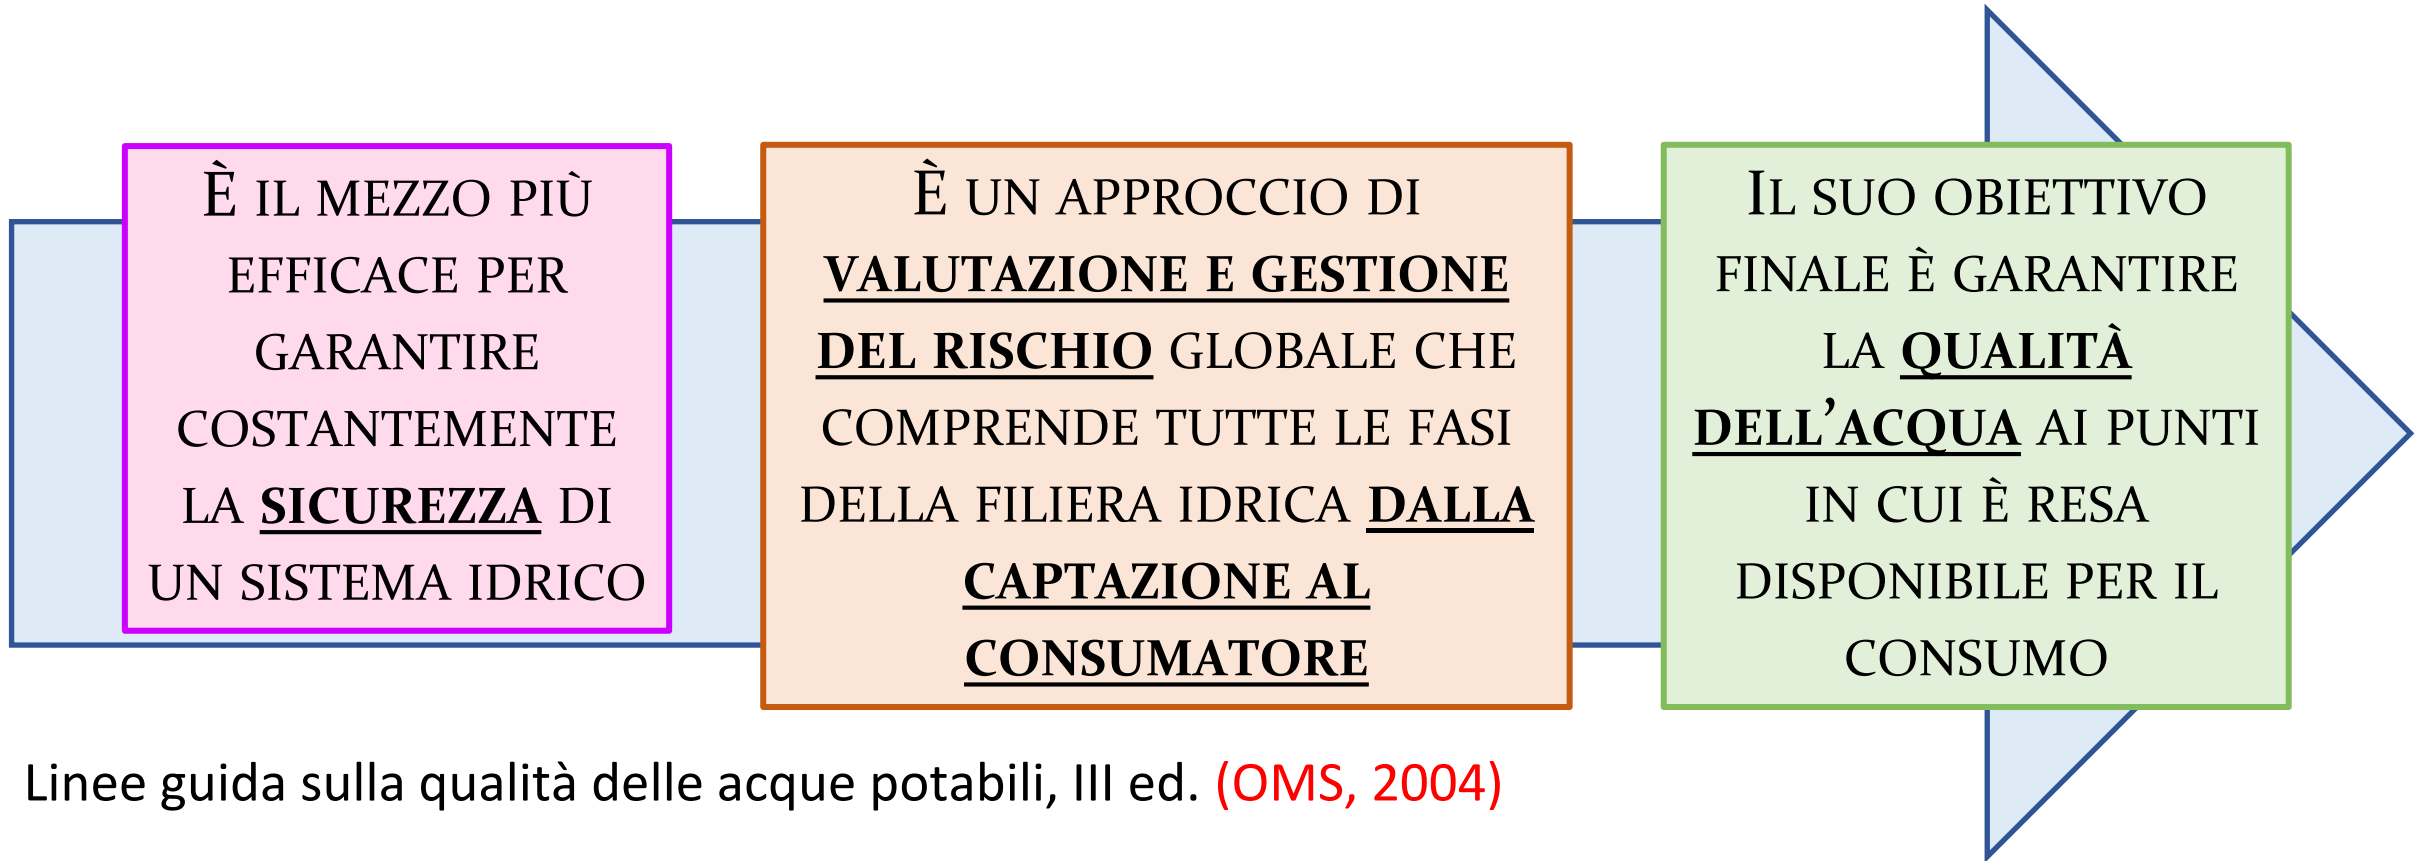 È IL MEZZO PIÙ
EFFICACE PER
GARANTIRE
COSTANTEMENTE
LA SICUREZZA DI
UN SISTEMA IDRICO
È UN APPROCCIO DI
VALUTAZIONE E GESTIONE
DEL RISCHIO GLOBALE CHE
COMPRENDE TUTTE LE FASI
DELLA FILIERA IDRICA DALLA
CAPTAZIONE AL
CONSUMATORE
IL SUO OBIETTIVO
FINALE È GARANTIRE
LA QUALITÀ
DELL’ACQUA AI PUNTI
IN CUI È RESA
DISPONIBILE PER IL
CONSUMO
Linee guida sulla qualità delle acque potabili, III ed. (OMS, 2004)